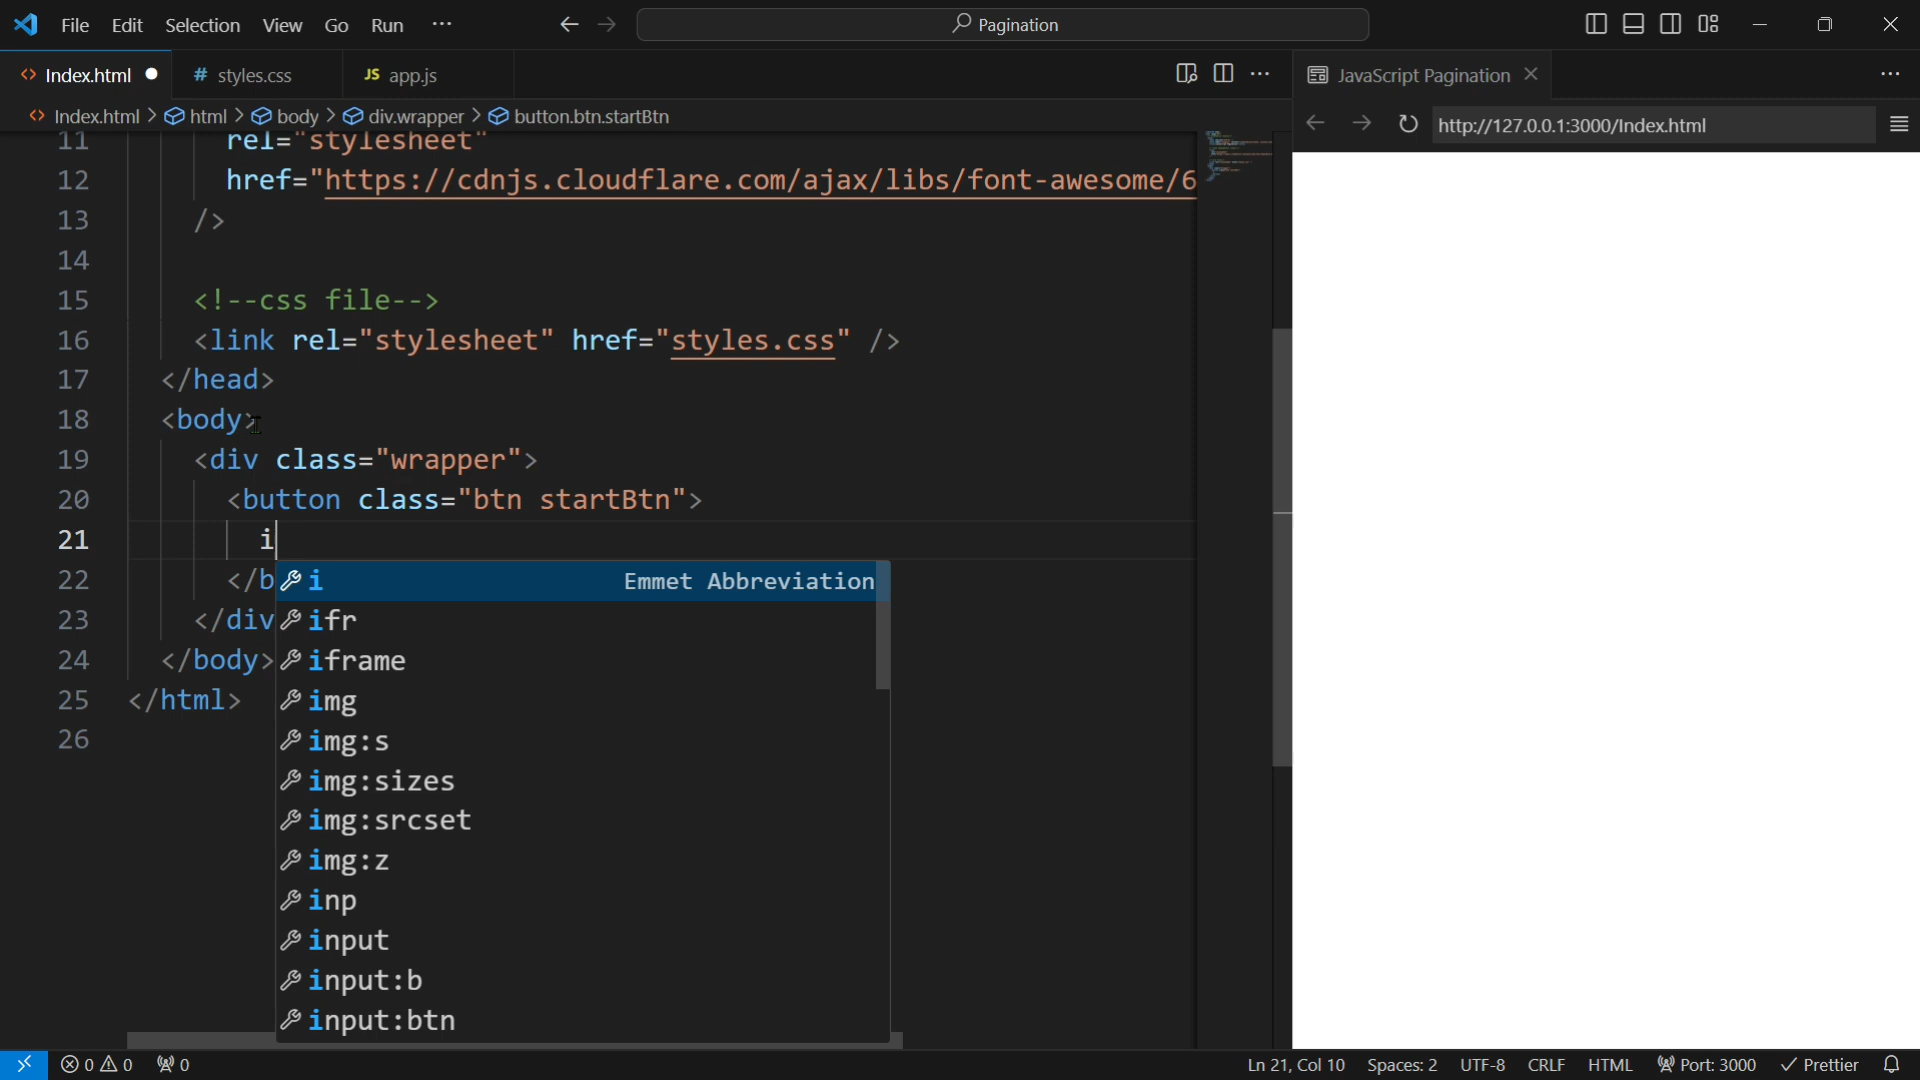 File Edit Selection View Go Run ···
Pagination
Index.html
# styles.css
JS app.js
JavaScript Pagination
Index.html > html > body > div.wrapper > button.btn.startBtn
http://127.0.0.1:3000/Index.html
11 rel="stylesheet"
12 href="https://cdnjs.cloudflare.com/ajax/libs/font-awesome/6
13 />
14
15 <!--css file-->
16 <link rel="stylesheet" href="styles.css" />
17 </head>
18 <body>
19 <div class="wrapper">
20 <button class="btn startBtn">
21 i
22 </b
23 </div
24 </body>
25 </html>
26
i Emmet Abbreviation
ifr
iframe
img
img:s
img:sizes
img:srcset
img:z
inp
input
input:b
input:btn
0 0 0
Ln 21, Col 10 Spaces: 2 UTF-8 CRLF HTML Port: 3000 Prettier